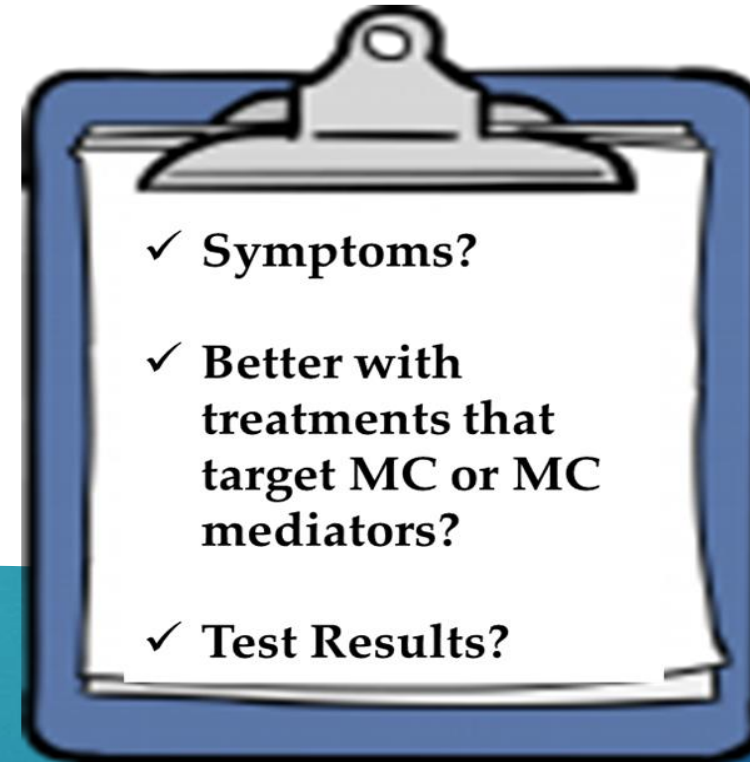 ✓ Symptoms?
✓ Better with
treatments that
target MC or MC
mediators?
✓ Test Results?